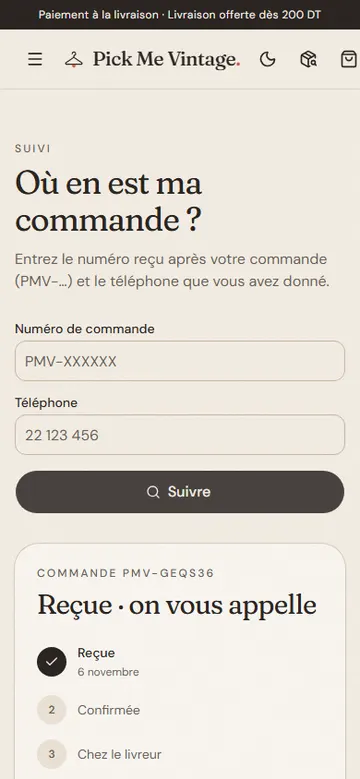 Paiement à la livraison · Livraison offerte dès 200 DT
Pick Me Vintage.
SUIVI
Où en est ma
commande ?
Entrez le numéro reçu après votre commande
(PMV-...) et le téléphone que vous avez donné.
Numéro de commande
PMV-XXXXXX
Téléphone
22 123 456
Suivre
COMMANDE PMV-GEQS36
Reçue · on vous appelle
Reçue
6 novembre
2 Confirmée
3 Chez le livreur